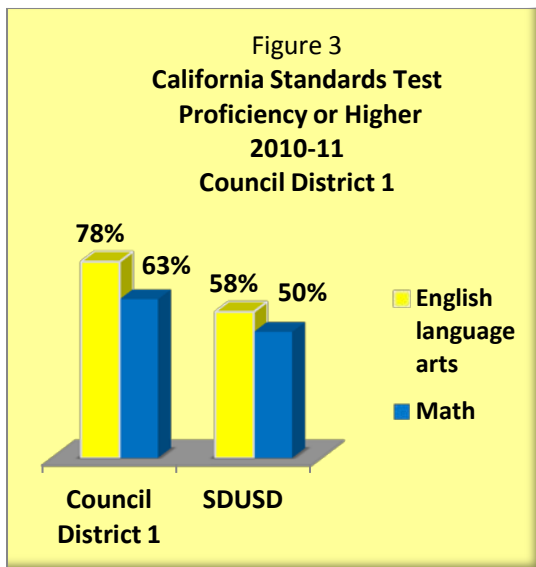 Figure 3
California Standards Test
Proficiency or Higher
2010-11
Council District 1
78%
63%
58%
50%
English
language
arts
Math
Council
District 1
SDUSD